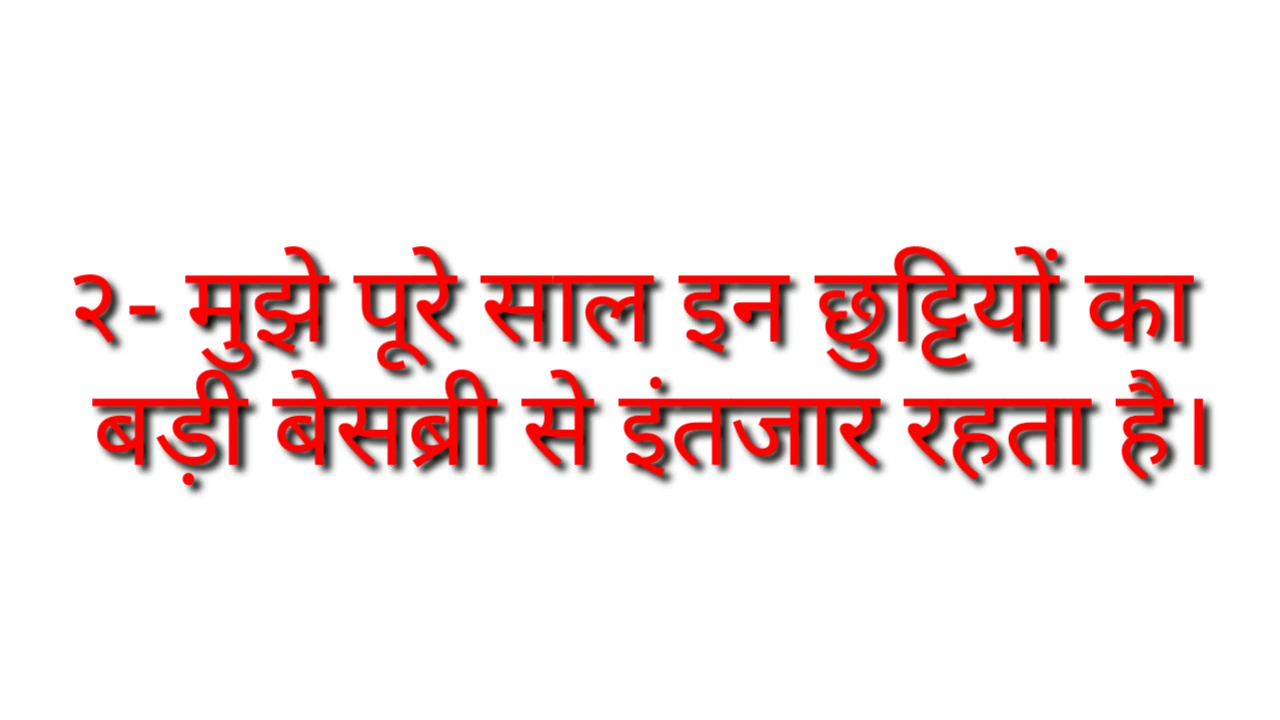 २- मुझे पूरे साल इन छुट्टियों का
बड़ी बेसब्री से इंतजार रहता है।